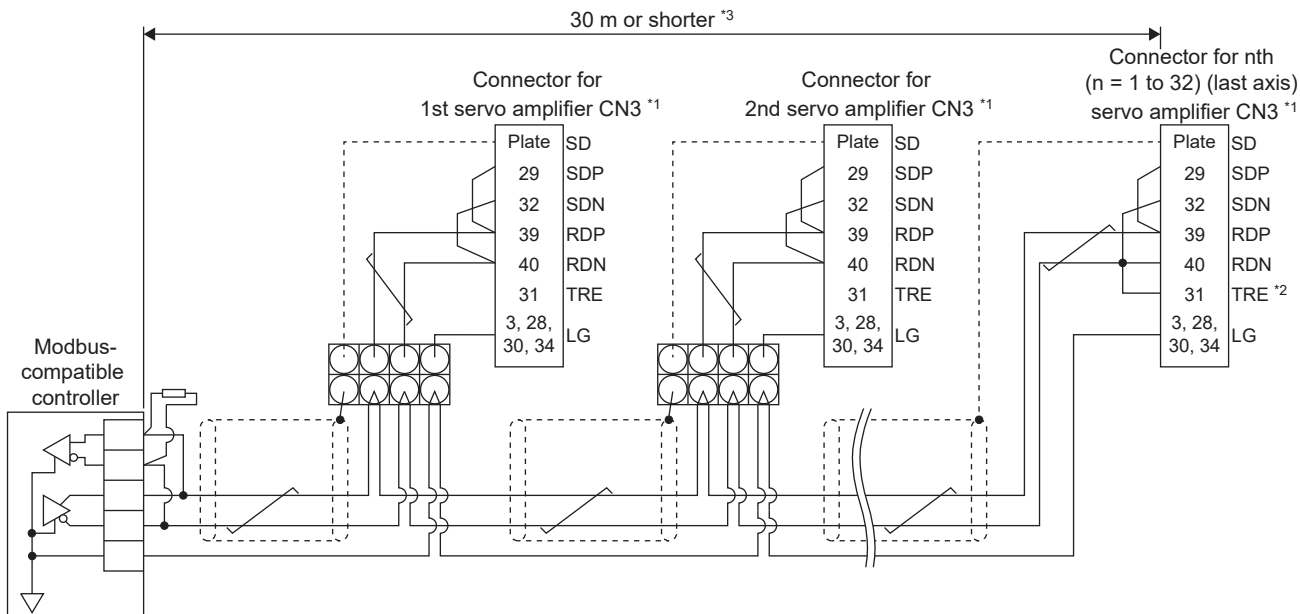 30 m or shorter *3
Connector for
1st servo amplifier CN3 *1
Plate SD
29 SDP
32 SDN
39 RDP
40 RDN
31 TRE
3, 28,
30, 34
LG
Connector for
2nd servo amplifier CN3 *1
Plate SD
29 SDP
32 SDN
39 RDP
40 RDN
31 TRE
3, 28,
30, 34
LG
Connector for nth
(n = 1 to 32) (last axis)
servo amplifier CN3 *1
Plate SD
29 SDP
32 SDN
39 RDP
40 RDN
31 TRE *2
3, 28,
30, 34
LG
Modbus-
compatible
controller